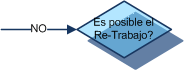 Es posible el
NO
Re-Trabajo?